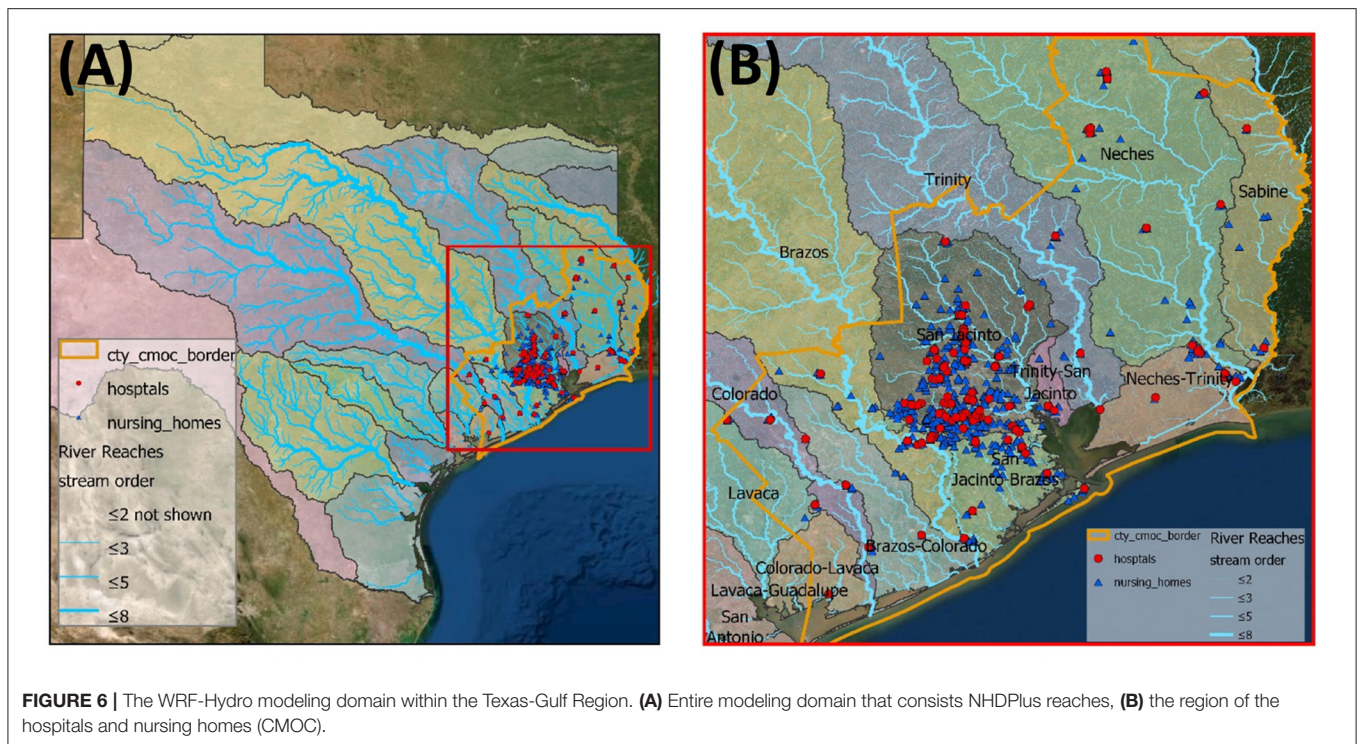 (A)
cty_cmoc_border
hosptals
nursing_homes
River Reaches
stream order
≤2 not shown
≤3
≤5
≤8
(B)
Neches
Trinity
Sabine
Brazos
San Jacinto
Trinity-San
Jacinto
Neches-Trinity
Colorado
San
Jacinto-Brazos
Lavaca
Brazos-Colorado
Colorado-Lavaca
Lavaca-Guadalupe
San
Antonio
cty_cmoc_border
hosptals
nursing_homes
River Reaches
stream order
≤2
≤3
≤5
≤8
FIGURE 6 | The WRF-Hydro modeling domain within the Texas-Gulf Region. (A) Entire modeling domain that consists NHDPlus reaches, (B) the region of the
hospitals and nursing homes (CMOC).